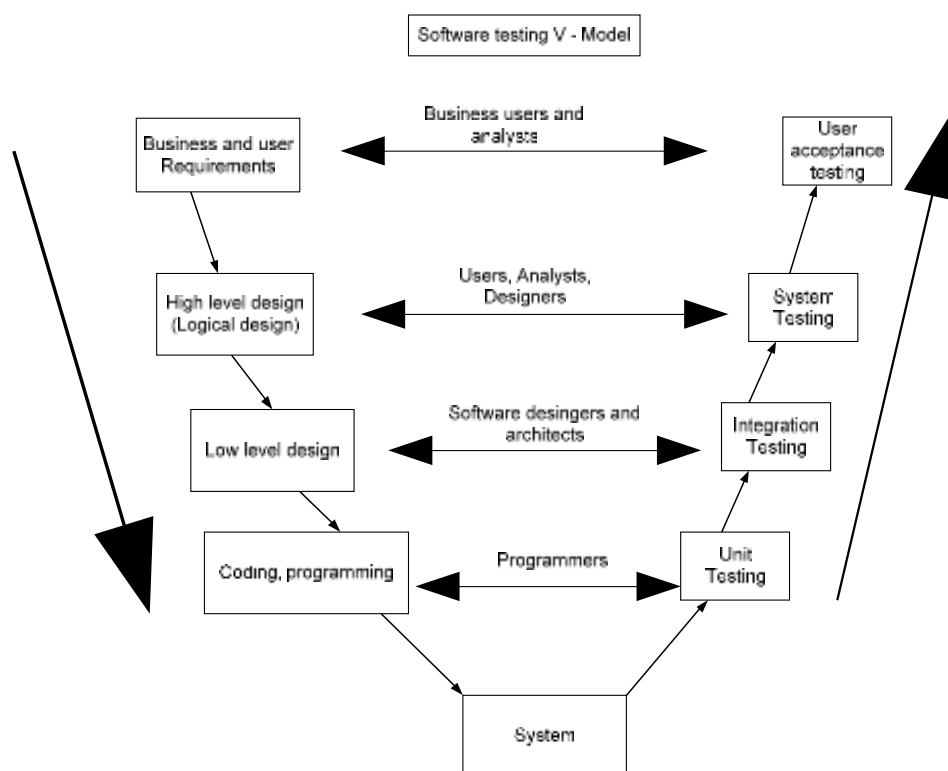 Software testing V - Model
Business users and
analysts
Business and user
Requirements
User
acceptance
testing
Users, Analysts,
Designers
High level design
(Logical design)
System
Testing
Software desingers and
architects
Low level design
Integration
Testing
Programmers
Coding, programming
Unit
Testing
System